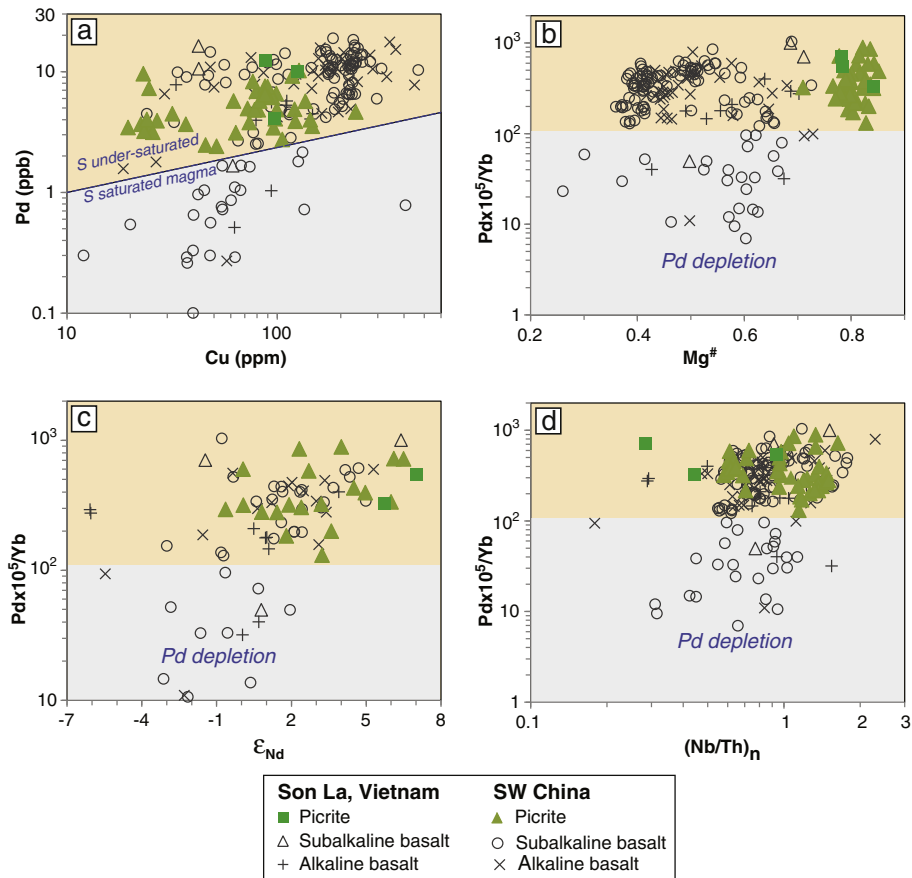 a
30
10
1
0.1
Pd (ppb)
S under-saturated
S saturated magma
10
100
Cu (ppm)
b
10³
10²
10
1
Pdx10⁵/Yb
Pd depletion
0.2
0.4
0.6
0.8
Mg#
c
10³
10²
10
Pdx10⁵/Yb
Pd depletion
-7
-4
-1
2
5
8
εNd
d
10³
10²
10
1
Pdx10⁵/Yb
Pd depletion
0.1
1
2
3
(Nb/Th)n
Son La, Vietnam
Picrite
Subalkaline basalt
Alkaline basalt
SW China
Picrite
Subalkaline basalt
Alkaline basalt